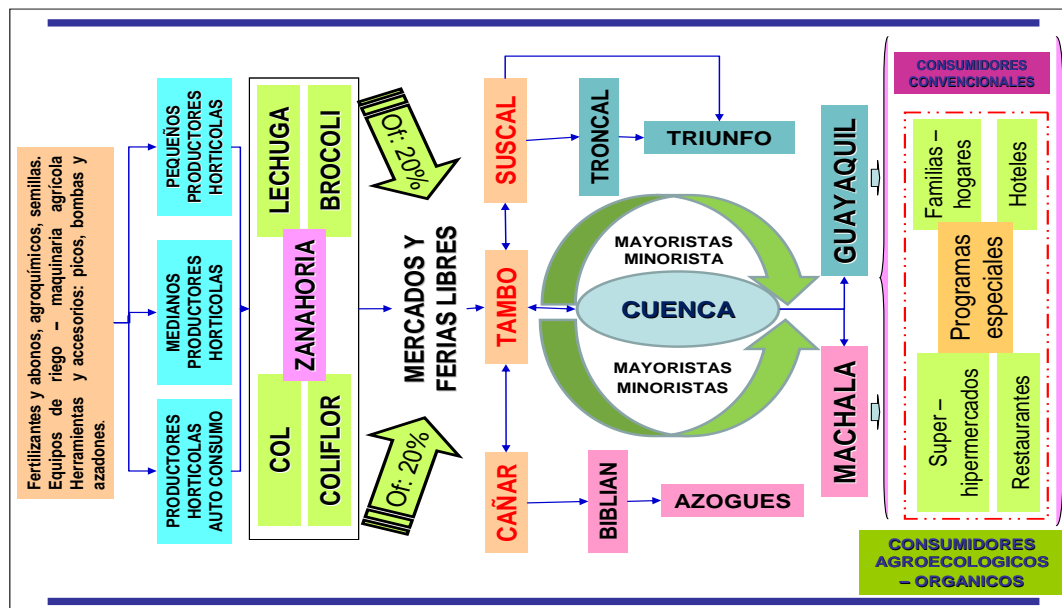 Fertilizantes y abonos, agroquímicos, semillas.
Equipos de riego – maquinaria agrícola
Herramientas y accesorios: picos, bombas y
azadones.
PEQUEÑOS
PRODUCTORES
HORTICOLAS
MEDIANOS
PRODUCTORES
HORTICOLAS
PRODUCTORES
HORTICOLAS
AUTO CONSUMO
LECHUGA
BROCOLI
ZANAHORIA
COL
COLIFLOR
Of: 20%
Of: 20%
MERCADOS Y
FERIAS LIBRES
SUSCAL
TAMBO
CAÑAR
TRONCAL
TRIUNFO
MAYORISTAS
MINORISTA
CUENCA
MAYORISTAS
MINORISTAS
BIBLIAN
AZOGUES
GUAYAQUIL
MACHALA
CONSUMIDORES
CONVENCIONALES
Familias –
hogares
Hoteles
Programas
especiales
Super –
hipermercados
Restaurantes
CONSUMIDORES
AGROECOLOGICOS
– ORGANICOS